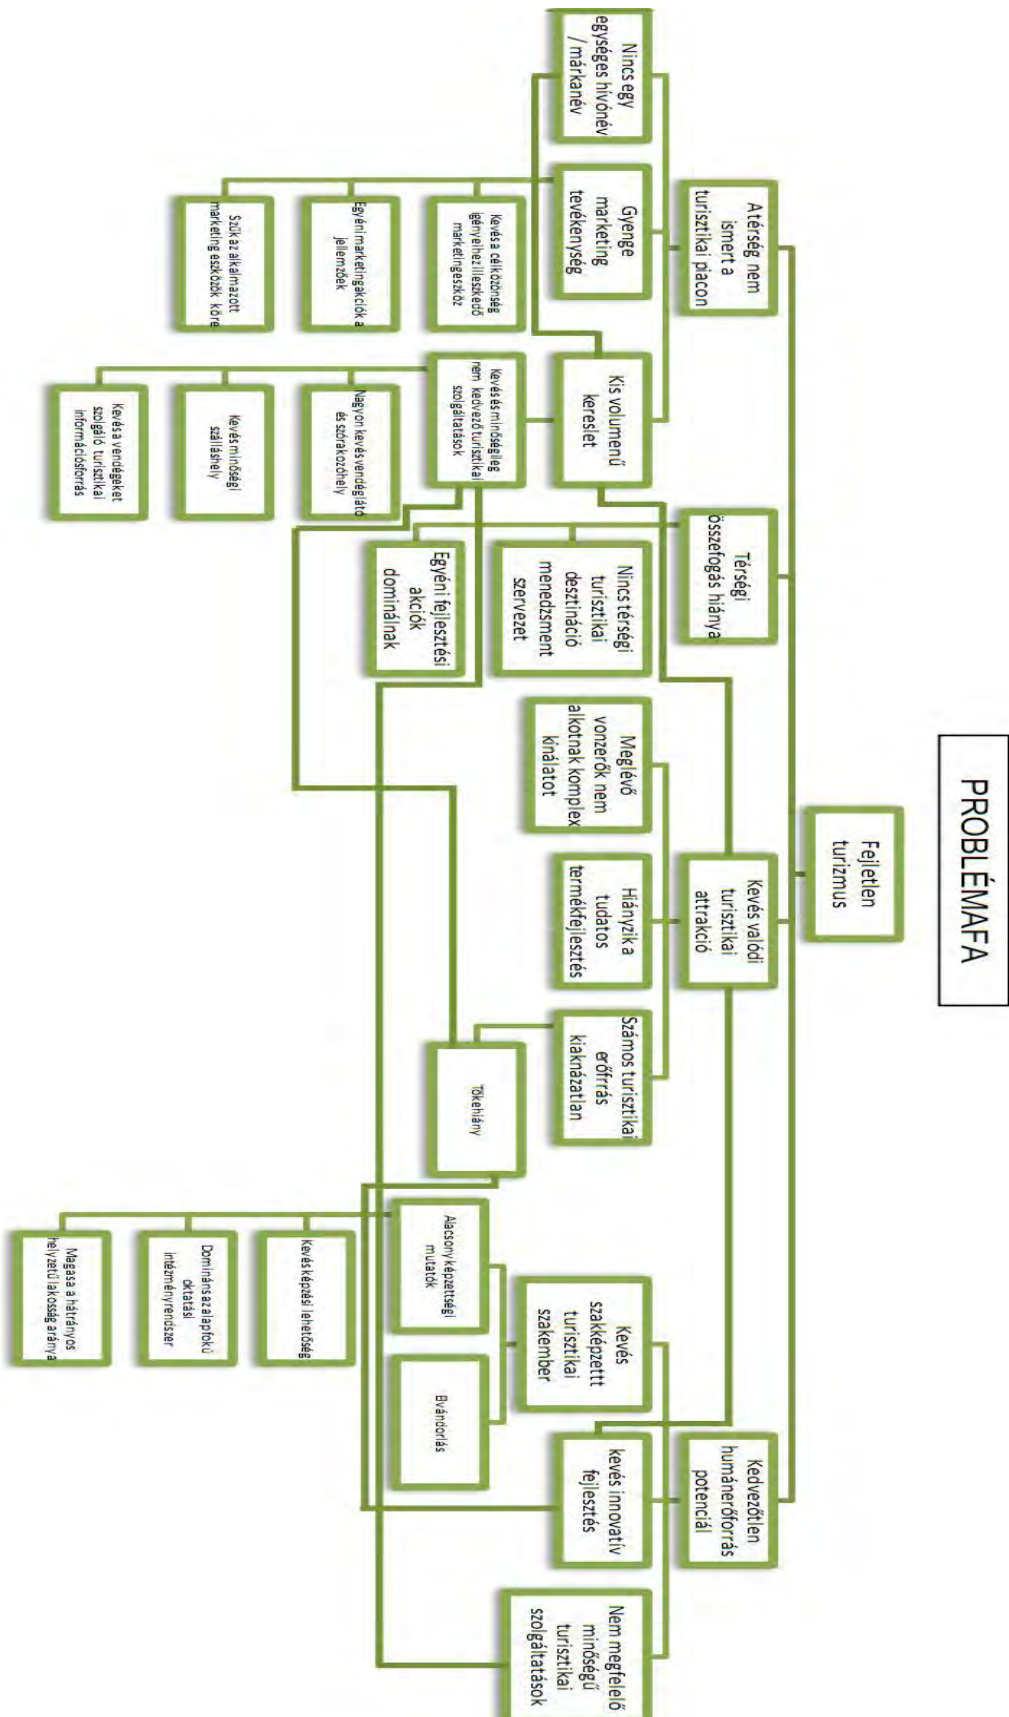 PROBLÉMAFA
Fejletlen
turizmus
A térség nem
ismert a
turisztikai piacon
Térségi
összefogás hiánya
Kevés valódi
turisztikai
attrakció
Kedvezőtlen
humánerőforrás
potenciál
Nincs egy
egységes hívónév
/ márkanév
Gyenge
marketing
tevékenység
Kis volumenű
kereslet
Nincs térségi
turisztikai
desztináció
menedzsment
szervezet
Meglévő
vonzerők nem
alkotnak komplex
kínálatot
Hiányzik a
tudatos
termékfejlesztés
Számos turisztikai
erőfrrás
kiaknázatlan
Kevés
szakképzettt
turisztikai
szakember
kevés innovatív
fejlesztés
Nem megfelelő
minőségű
turisztikai
szolgáltatások
Kevés a célközönség
igényeihez illeszkedő
marketingeszköz
Kevés és minőségileg
nem kedvező turisztikai
szolgáltatások
Egyéni fejlesztési
akciók
dominálnak
Tőkehiány
Alacsony képzettségi
mutatók
Elvándorlás
Egyéni marketingakciók a
jellemzőek
Nagyon kevés vendéglátó
és szórakozóhely
Kevés képzési lehetőség
Szűk az alkalmazott
marketing eszközök köre
Kevés minőségi
szálláshely
Domináns az alapfokú
oktatási
intézményrendszer
Kevés a vendégeket
szolgáló turisztikai
információsforrás
Magas a hátrányos
helyzetű lakosság aránya